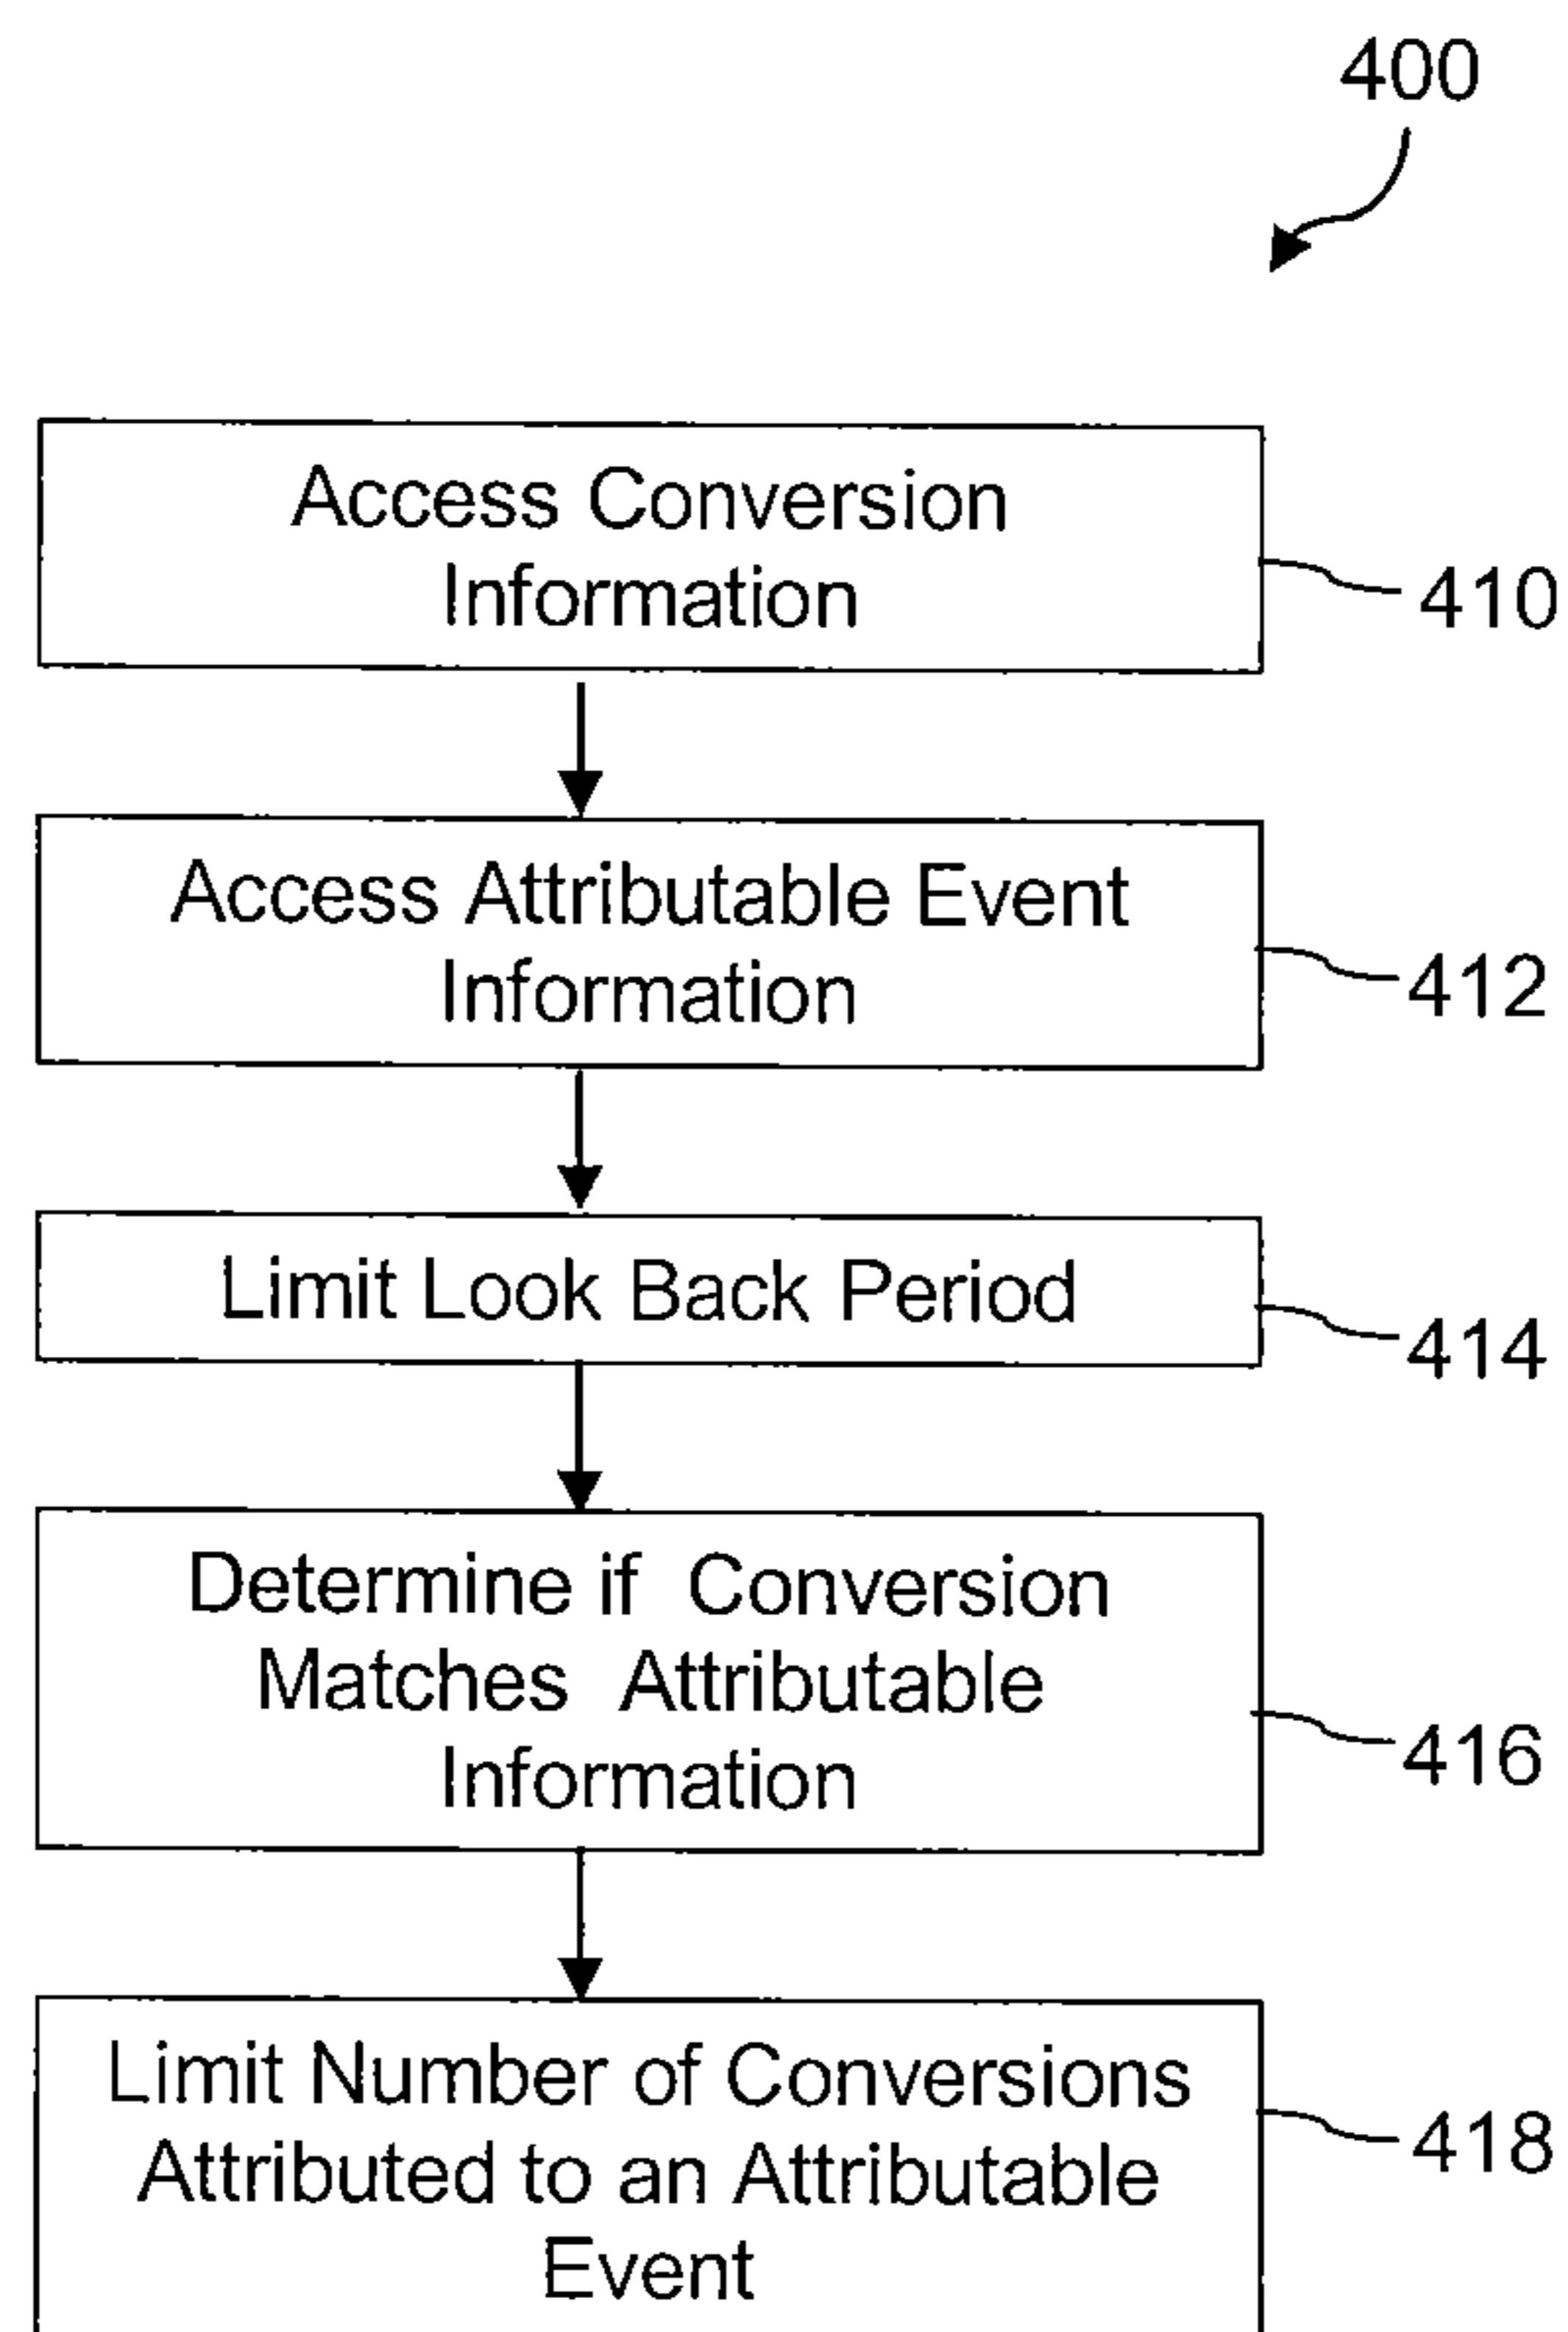 400
Access Conversion
Information
410
Access Attributable Event
Information
412
Limit Look Back Period
414
Determine if Conversion
Matches Attributable
Information
416
Limit Number of Conversions
Attributed to an Attributable
Event
418